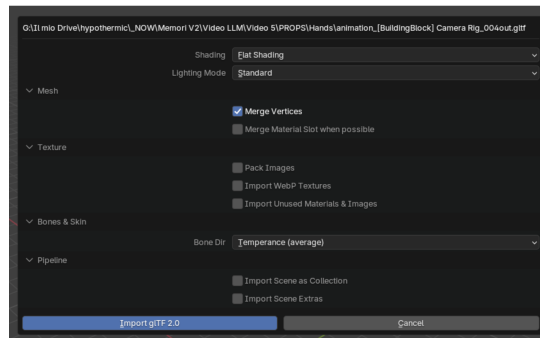 G:\Il mio Drive\hypothermic\_NOW\Memori V2\Video LLM\Video 5\PROPS\Hands\animation_[BuildingBlock] Camera Rig_004out.gltf
Shading Flat Shading
Lighting Mode Standard
Mesh
Merge Vertices
Merge Material Slot when possible
Texture
Pack Images
Import WebP Textures
Import Unused Materials & Images
Bones & Skin
Bone Dir Temperance (average)
Pipeline
Import Scene as Collection
Import Scene Extras
Import glTF 2.0 Cancel